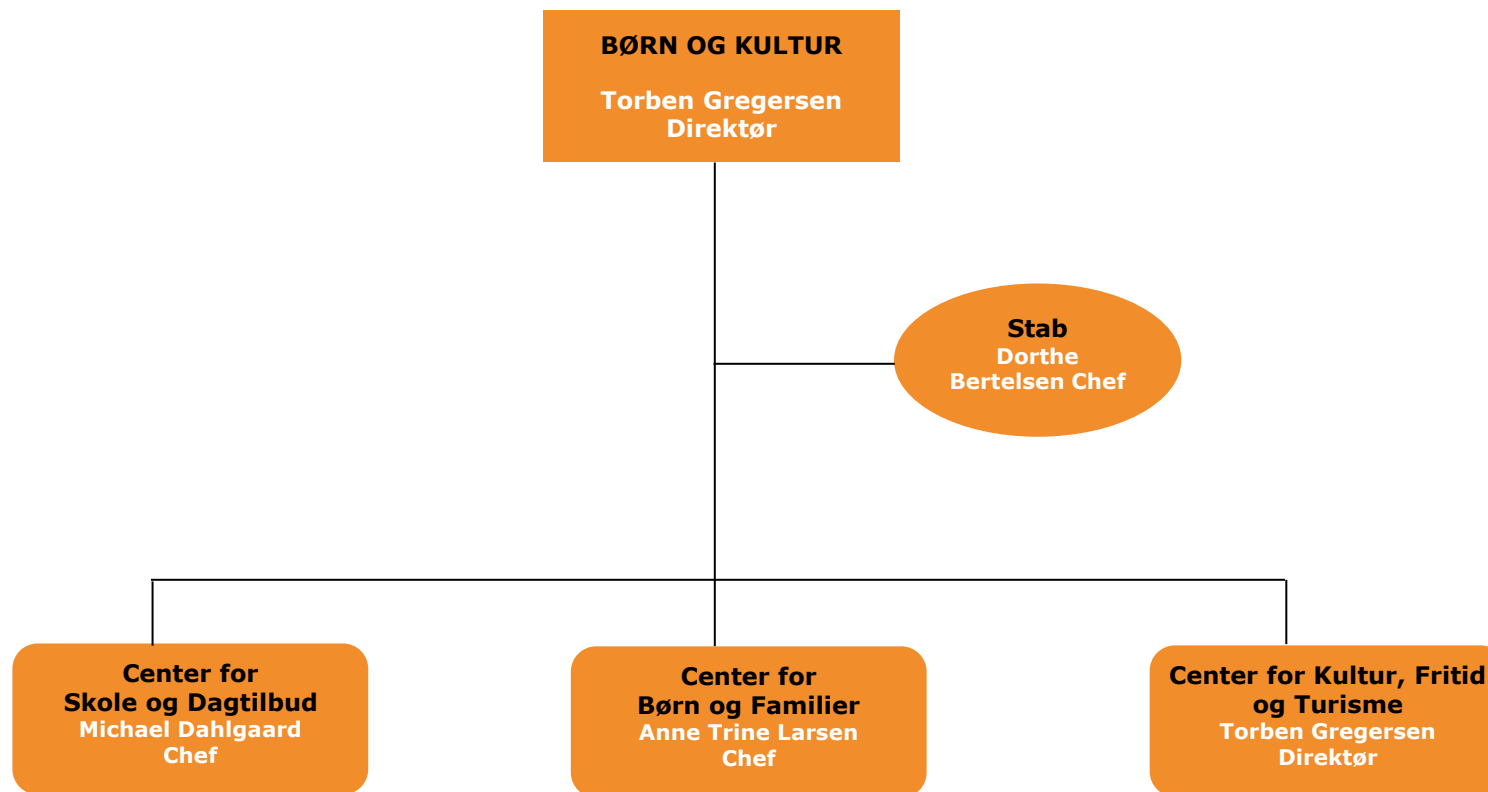 BØRN OG KULTUR
Torben Gregersen
Direktør
Stab
Dorthe
Bertelsen Chef
Center for
Skole og Dagtilbud
Michael Dahlgaard
Chef
Center for
Børn og Familier
Anne Trine Larsen
Chef
Center for Kultur, Fritid
og Turisme
Torben Gregersen
Direktør